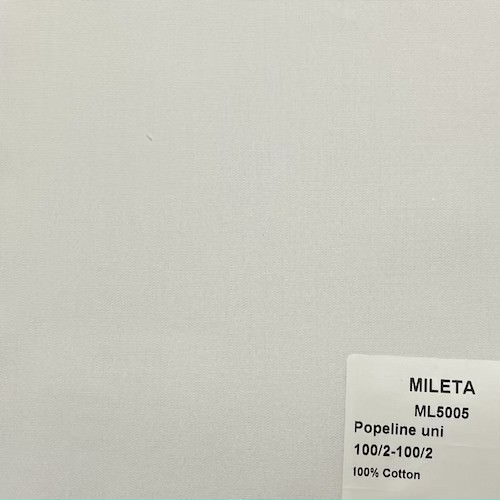 MILETA
ML5005
Popeline uni
100/2-100/2
100% Cotton